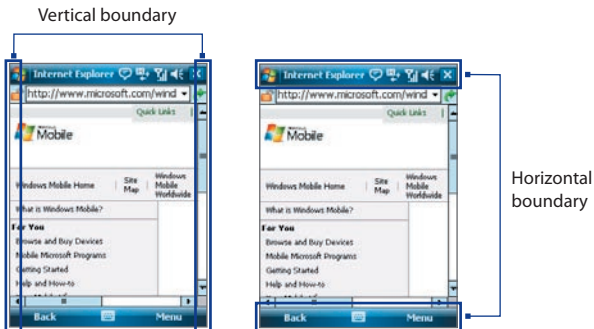 Vertical boundary
Internet Explorer
http://www.microsoft.com/wind
Quick Links |
Windows
Mobile
Windows Mobile Home | Site Map | Windows Mobile Worldwide
What is Windows Mobile?
For You
Browse and Buy Devices
Mobile Microsoft Programs
Getting Started
Help and How-to
Back Menu
Internet Explorer
http://www.microsoft.com/wind
Quick Links |
Mobile
Windows Mobile Home | Site Map | Windows Mobile Worldwide
What is Windows Mobile?
For You
Browse and Buy Devices
Mobile Microsoft Programs
Getting Started
Help and How-to
Back Menu
Horizontal
boundary